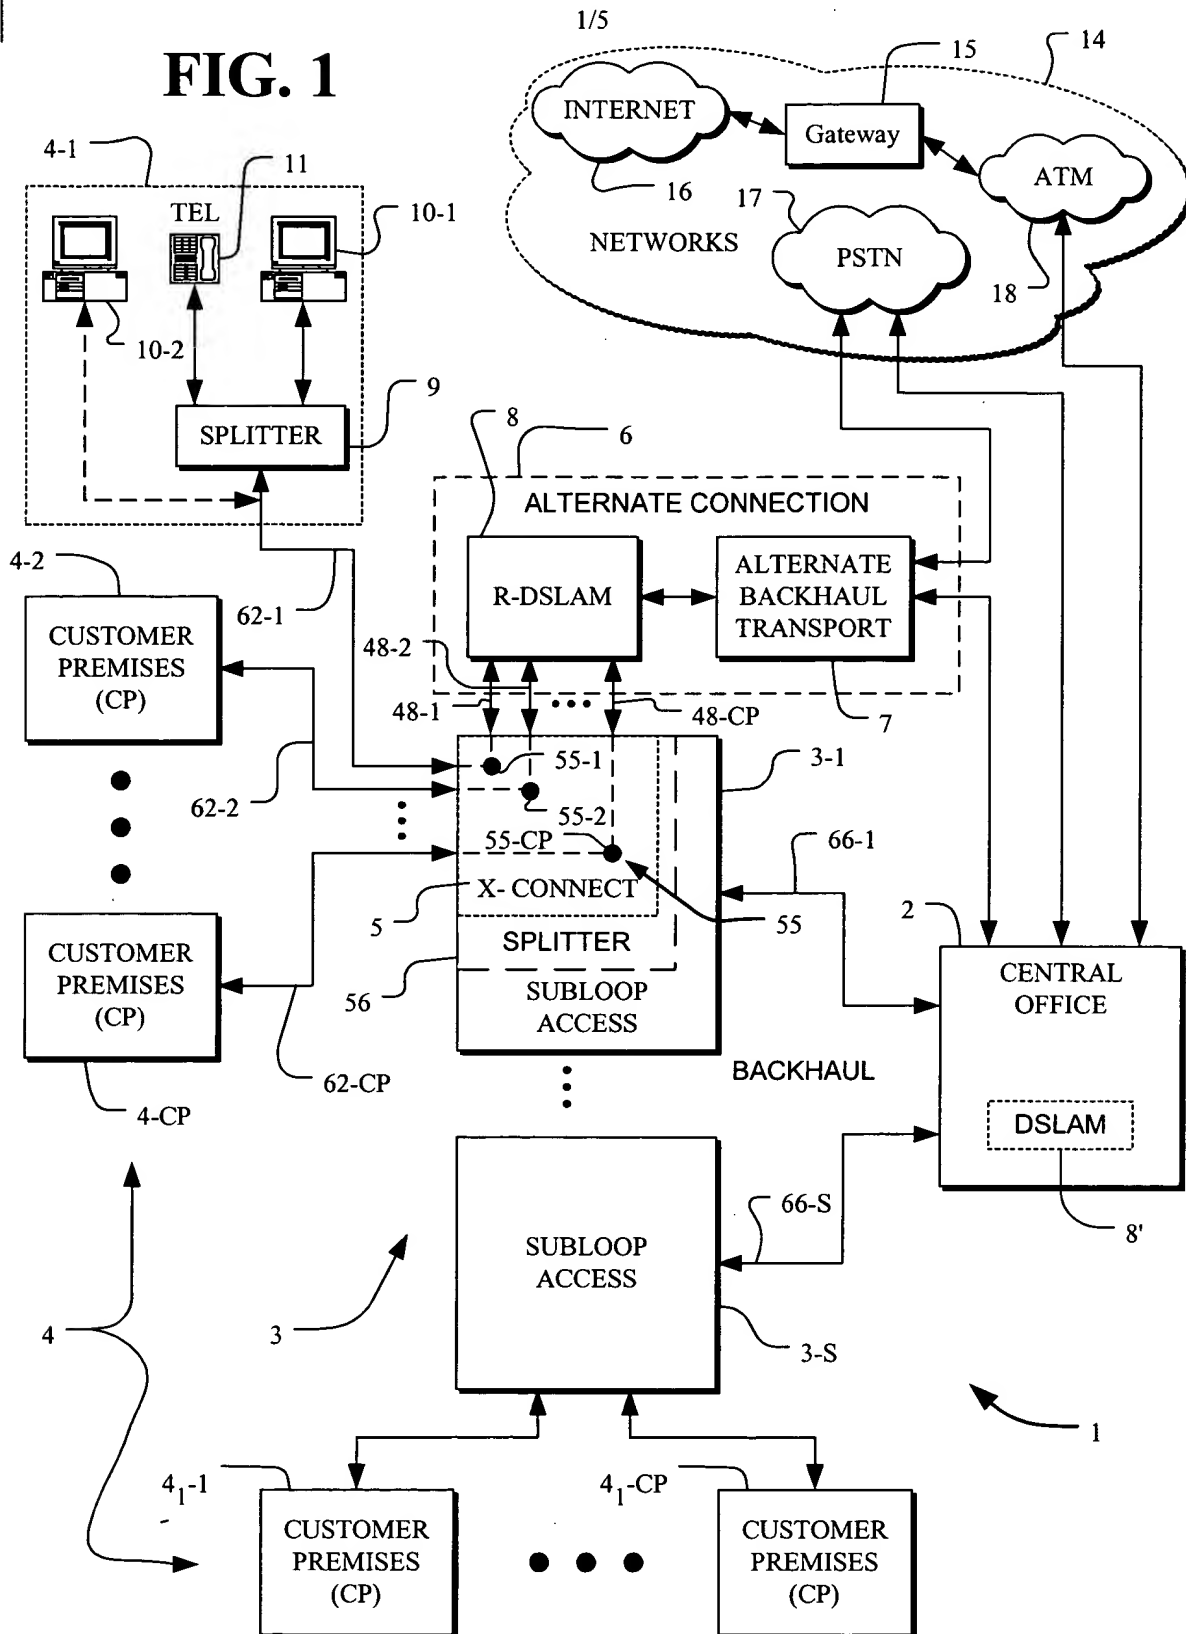 1/5
FIG. 1
14
15
INTERNET
Gateway
ATM
16
17
NETWORKS
PSTN
18
4-1
11
TEL
10-1
10-2
9
SPLITTER
8
6
ALTERNATE CONNECTION
R-DSLAM
ALTERNATE
BACKHAUL
TRANSPORT
7
4-2
62-1
CUSTOMER
PREMISES
(CP)
48-2
48-1
48-CP
55-1
3-1
62-2
55-2
55-CP
66-1
X- CONNECT
5
55
SPLITTER
56
SUBLOOP
ACCESS
2
CENTRAL
OFFICE
CUSTOMER
PREMISES
(CP)
62-CP
4-CP
BACKHAUL
DSLAM
8'
66-S
SUBLOOP
ACCESS
4
3
3-S
1
4₁-1
4₁-CP
CUSTOMER
PREMISES
(CP)
CUSTOMER
PREMISES
(CP)